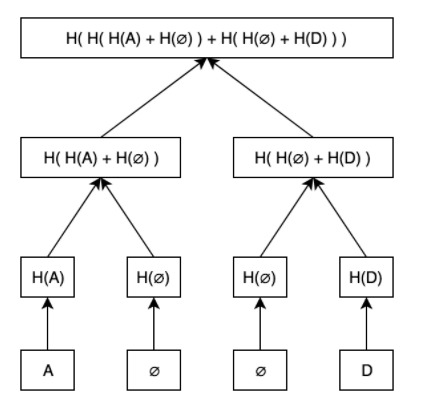 H( H( H(A) + H(∅) ) + H( H(∅) + H(D) ) )
H( H(A) + H(∅) )
H( H(∅) + H(D) )
H(A)
H(∅)
H(∅)
H(D)
A
∅
∅
D